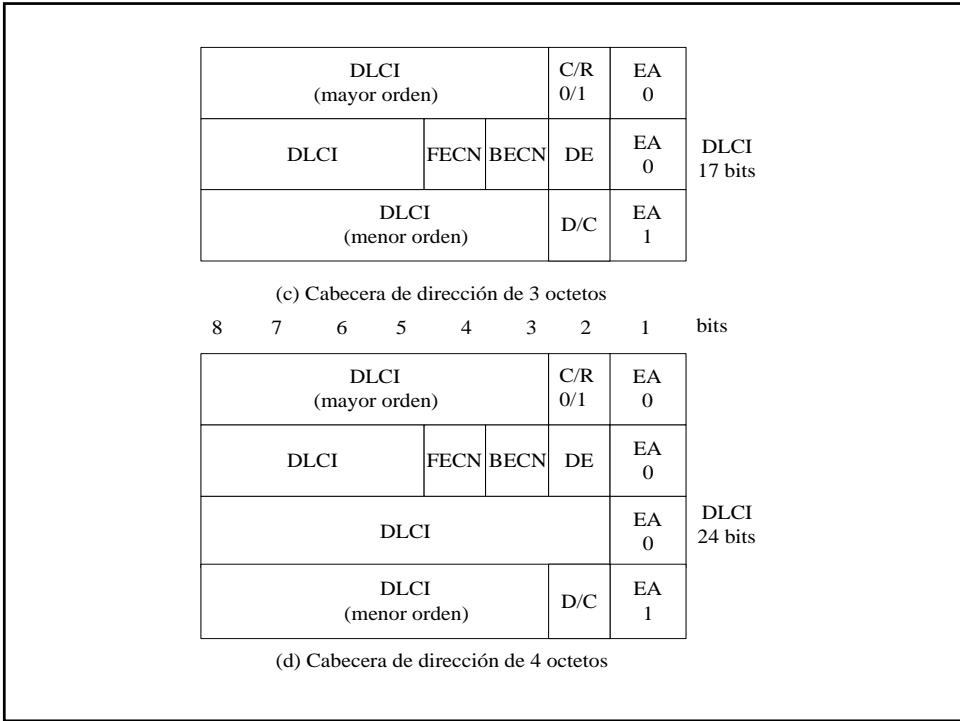 DLCI
(mayor orden)
C/R
0/1
EA
0
DLCI
FECN
BECN
DE
EA
0
DLCI
17 bits
DLCI
(menor orden)
D/C
EA
1
(c) Cabecera de dirección de 3 octetos
8 7 6 5 4 3 2 1 bits
DLCI
(mayor orden)
C/R
0/1
EA
0
DLCI
FECN
BECN
DE
EA
0
DLCI
EA
0
DLCI
24 bits
DLCI
(menor orden)
D/C
EA
1
(d) Cabecera de dirección de 4 octetos